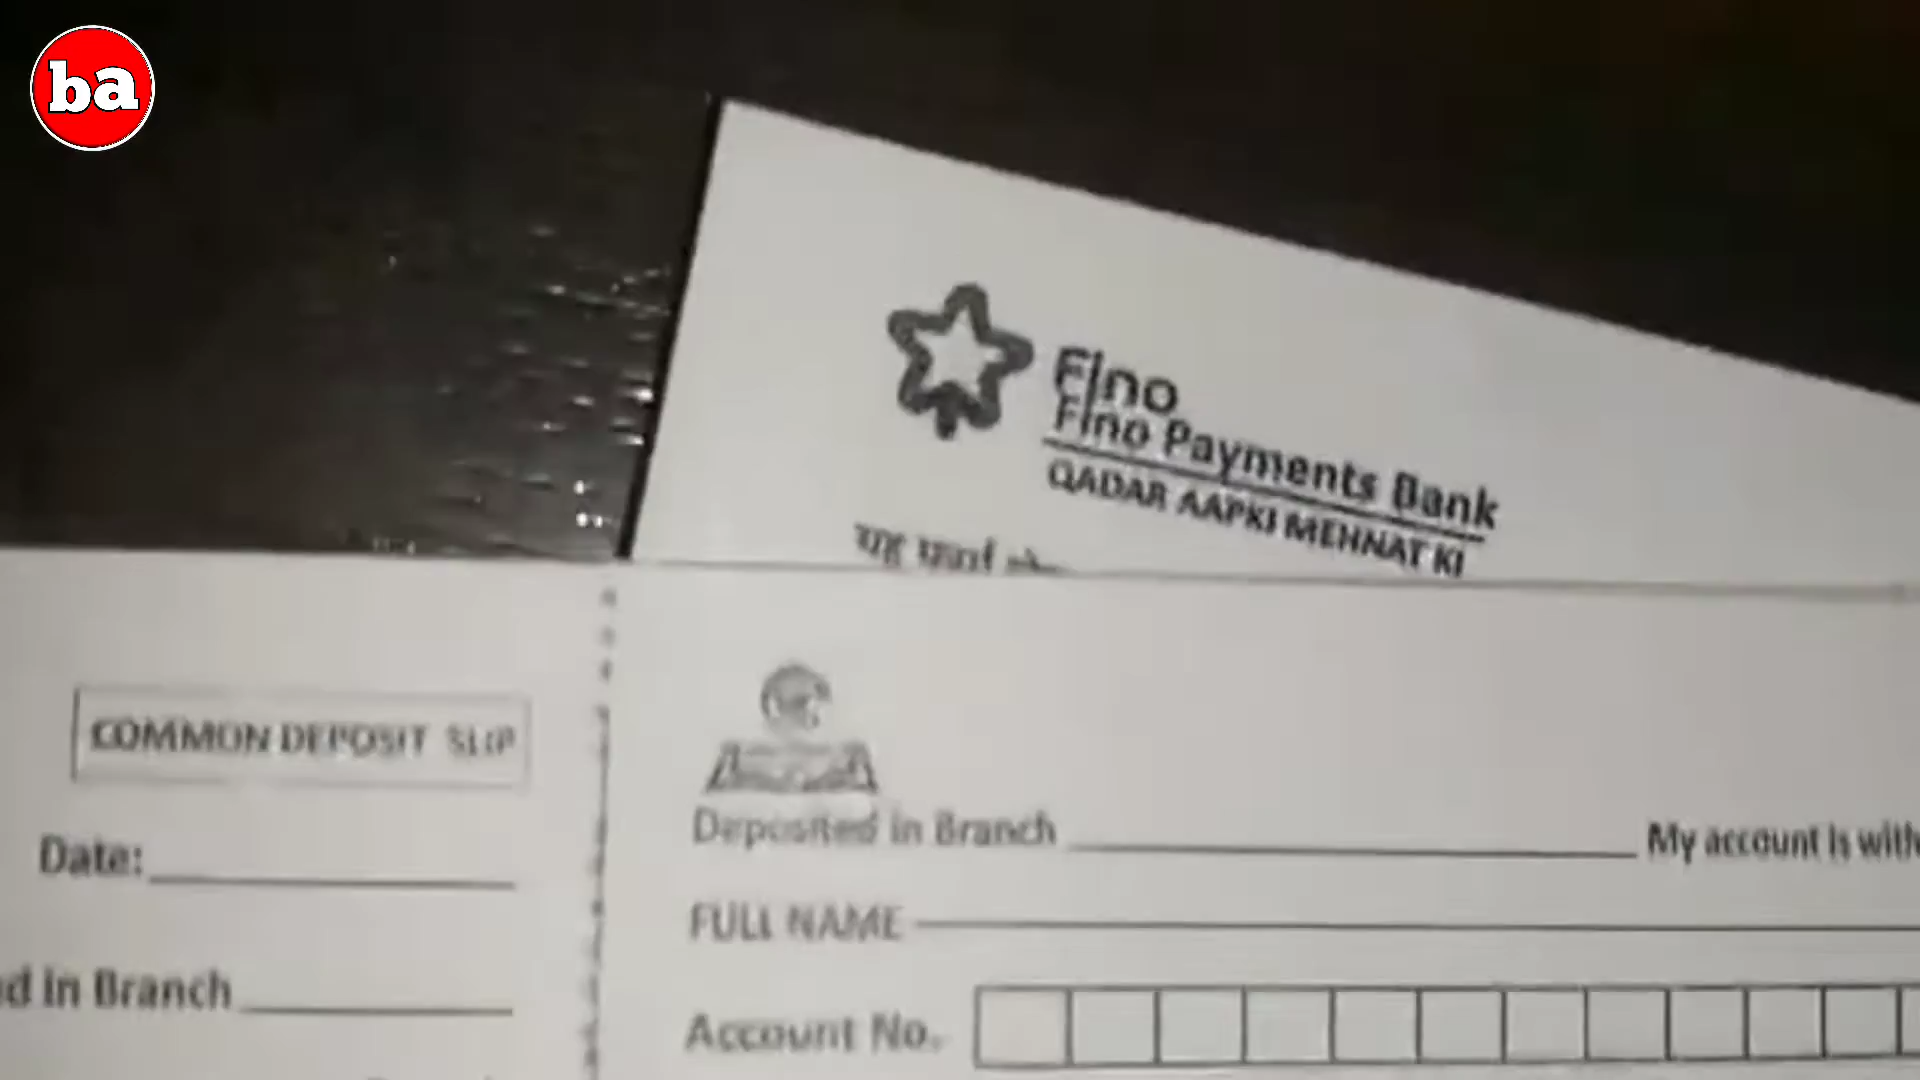 ba
Fino
Fino Payments Bank
QADAR AAPKI MEHNAT KI
यह
COMMON DEPOSIT SLIP
Deposited in Branch
My account is with
Date:
FULL NAME
d in Branch
Account No.